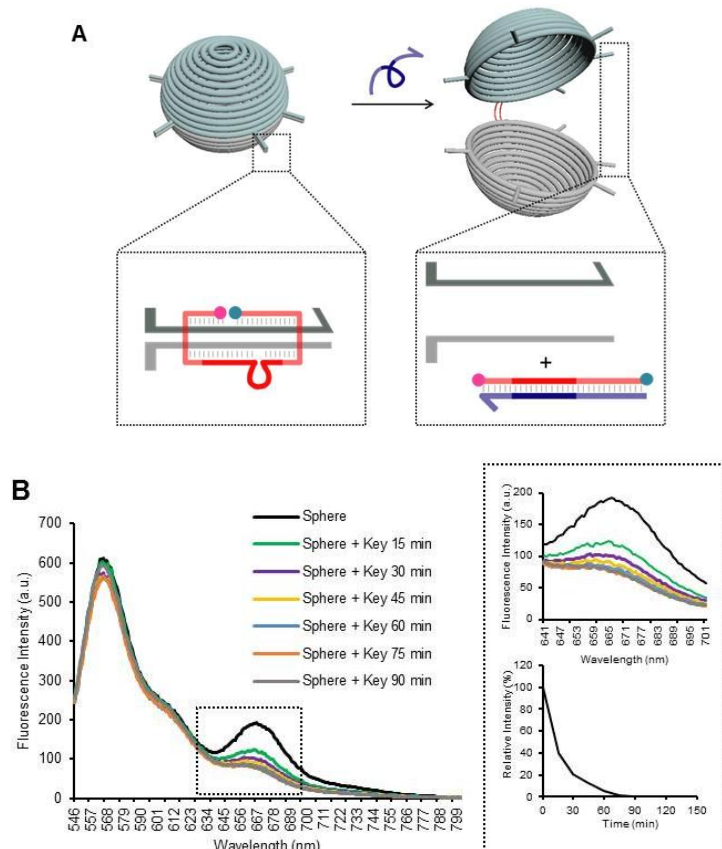 A
+
B
Fluorescence Intensity (a.u.)
700
600
500
400
300
200
100
0
546 557 568 579 590 601 612 623 634 645 656 667 678 689 700 711 722 733 744 755 766 777 788 799
Wavelength (nm)
Sphere
Sphere + Key 15 min
Sphere + Key 30 min
Sphere + Key 45 min
Sphere + Key 60 min
Sphere + Key 75 min
Sphere + Key 90 min
Fluorescence Intensity (a.u.)
200
150
100
50
0
641 647 653 659 665 671 677 683 689 695 701
Wavelength (nm)
Relative Intensity (%)
120
100
80
60
40
20
0
0 30 60 90 120 150
Time (min)